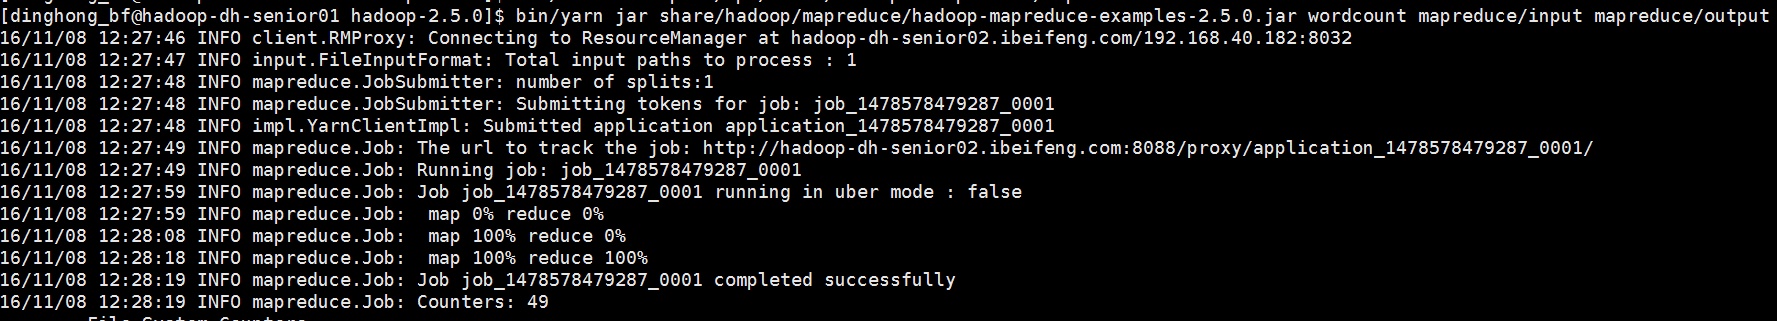 [dinghong_bf@hadoop-dh-senior01 hadoop-2.5.0]$ bin/yarn jar share/hadoop/mapreduce/hadoop-mapreduce-examples-2.5.0.jar wordcount mapreduce/input mapreduce/output
16/11/08 12:27:46 INFO client.RMProxy: Connecting to ResourceManager at hadoop-dh-senior02.ibeifeng.com/192.168.40.182:8032
16/11/08 12:27:47 INFO input.FileInputFormat: Total input paths to process : 1
16/11/08 12:27:48 INFO mapreduce.JobSubmitter: number of splits:1
16/11/08 12:27:48 INFO mapreduce.JobSubmitter: Submitting tokens for job: job_1478578479287_0001
16/11/08 12:27:48 INFO impl.YarnClientImpl: Submitted application application_1478578479287_0001
16/11/08 12:27:49 INFO mapreduce.Job: The url to track the job: http://hadoop-dh-senior02.ibeifeng.com:8088/proxy/application_1478578479287_0001/
16/11/08 12:27:49 INFO mapreduce.Job: Running job: job_1478578479287_0001
16/11/08 12:27:59 INFO mapreduce.Job: Job job_1478578479287_0001 running in uber mode : false
16/11/08 12:27:59 INFO mapreduce.Job:  map 0% reduce 0%
16/11/08 12:28:08 INFO mapreduce.Job:  map 100% reduce 0%
16/11/08 12:28:18 INFO mapreduce.Job:  map 100% reduce 100%
16/11/08 12:28:19 INFO mapreduce.Job: Job job_1478578479287_0001 completed successfully
16/11/08 12:28:19 INFO mapreduce.Job: Counters: 49
File System Counters